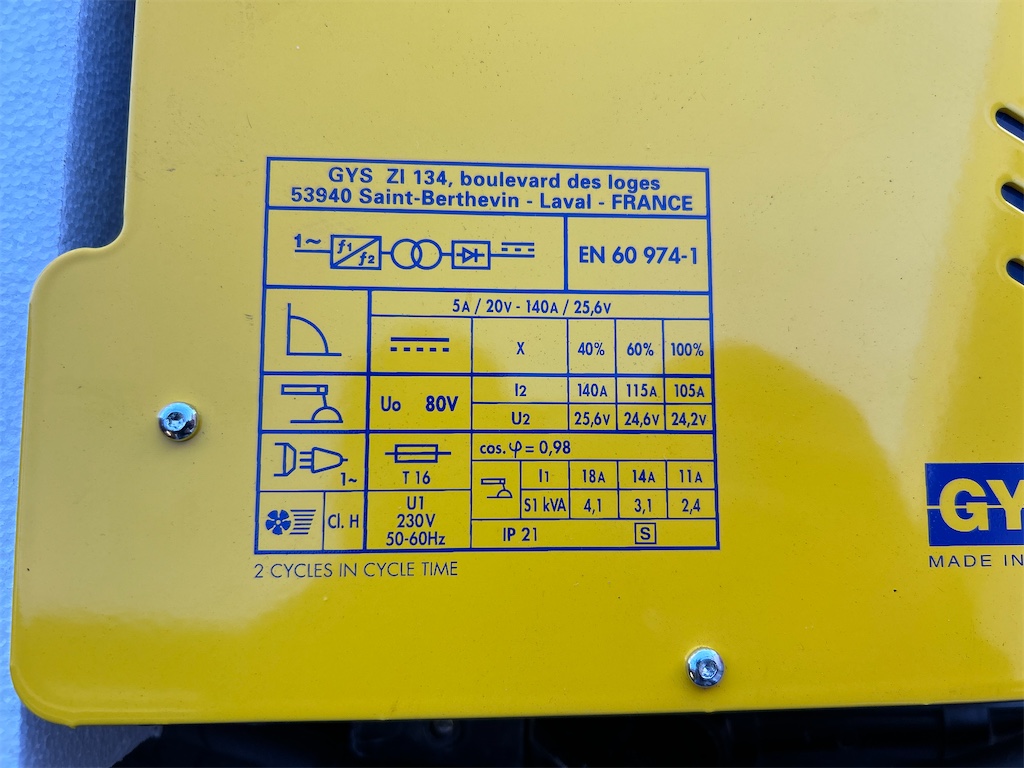 GYS ZI 134, boulevard des loges
53940 Saint-Berthevin - Laval - FRANCE
1~ f1 f2
EN 60 974-1
5A / 20V - 140A / 25,6V
X 40% 60% 100%
U0 80V
I2 140A 115A 105A
U2 25,6V 24,6V 24,2V
1~
T 16
cos. φ = 0,98
I1 18A 14A 11A
S1 kVA 4,1 3,1 2,4
Cl. H
U1
230V
50-60Hz
IP 21 S
2 CYCLES IN CYCLE TIME
GY
MADE IN